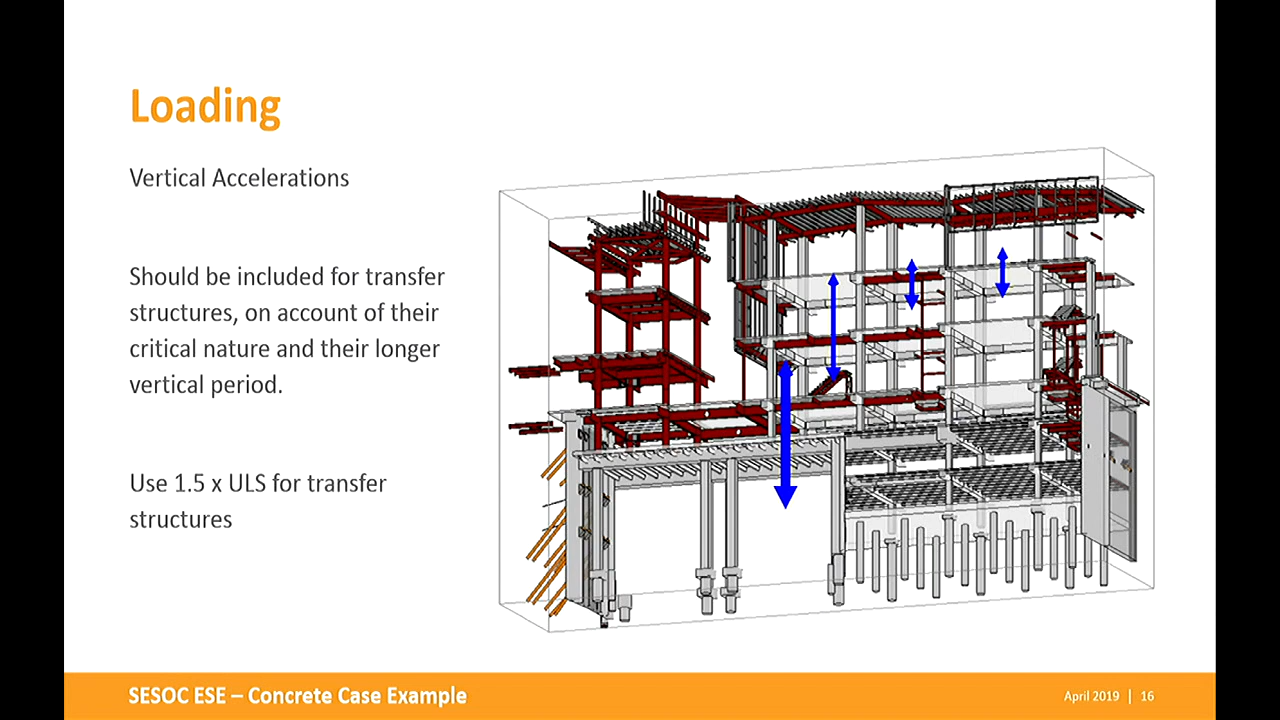 Loading
Vertical Accelerations
Should be included for transfer
structures, on account of their
critical nature and their longer
vertical period.
Use 1.5 x ULS for transfer
structures
SESOC ESE – Concrete Case Example
April 2019 | 16